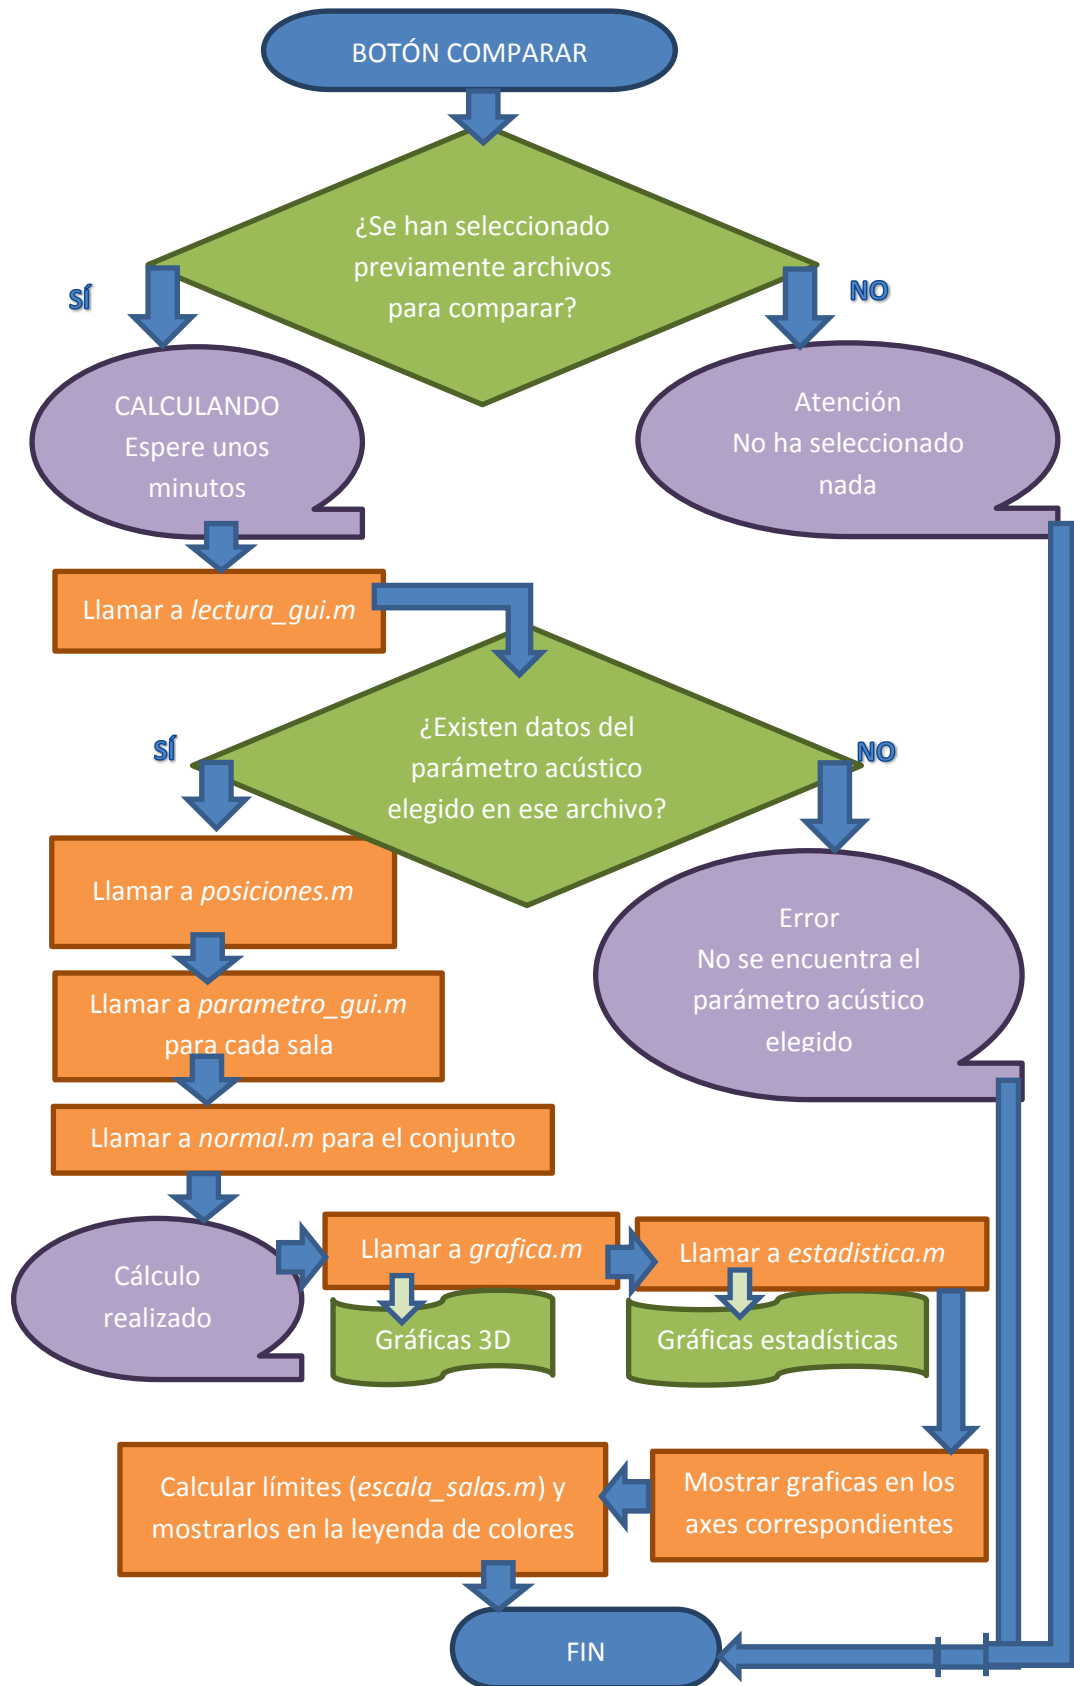 BOTÓN COMPARAR
¿Se han seleccionado
previamente archivos
para comparar?
SÍ
NO
CALCULANDO
Espere unos
minutos
Atención
No ha seleccionado
nada
Llamar a lectura_gui.m
¿Existen datos del
parámetro acústico
elegido en ese archivo?
SÍ
NO
Llamar a posiciones.m
Error
No se encuentra el
parámetro acústico
elegido
Llamar a parametro_gui.m
para cada sala
Llamar a normal.m para el conjunto
Cálculo
realizado
Llamar a grafica.m
Llamar a estadistica.m
Gráficas 3D
Gráficas estadísticas
Mostrar graficas en los
axes correspondientes
Calcular límites (escala_salas.m) y
mostrarlos en la leyenda de colores
FIN